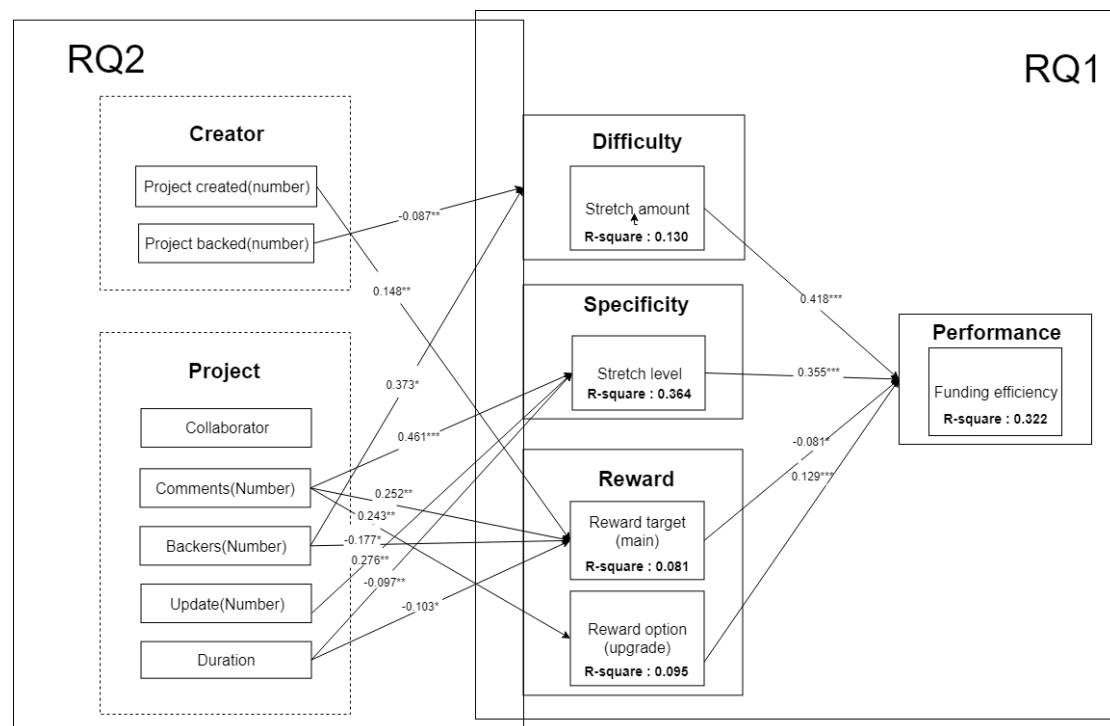 RQ2
RQ1
Creator
Project created(number)
Project backed(number)
Project
Collaborator
Comments(Number)
Backers(Number)
Update(Number)
Duration
-0.087**
0.148**
0.373*
0.461***
0.252**
0.243**
-0.177*
0.276**
-0.097**
-0.103*
Difficulty
Stretch amount
R-square : 0.130
Specificity
Stretch level
R-square : 0.364
Reward
Reward target
(main)
R-square : 0.081
Reward option
(upgrade)
R-square : 0.095
0.418***
0.355***
-0.081*
0.129***
Performance
Funding efficiency
R-square : 0.322